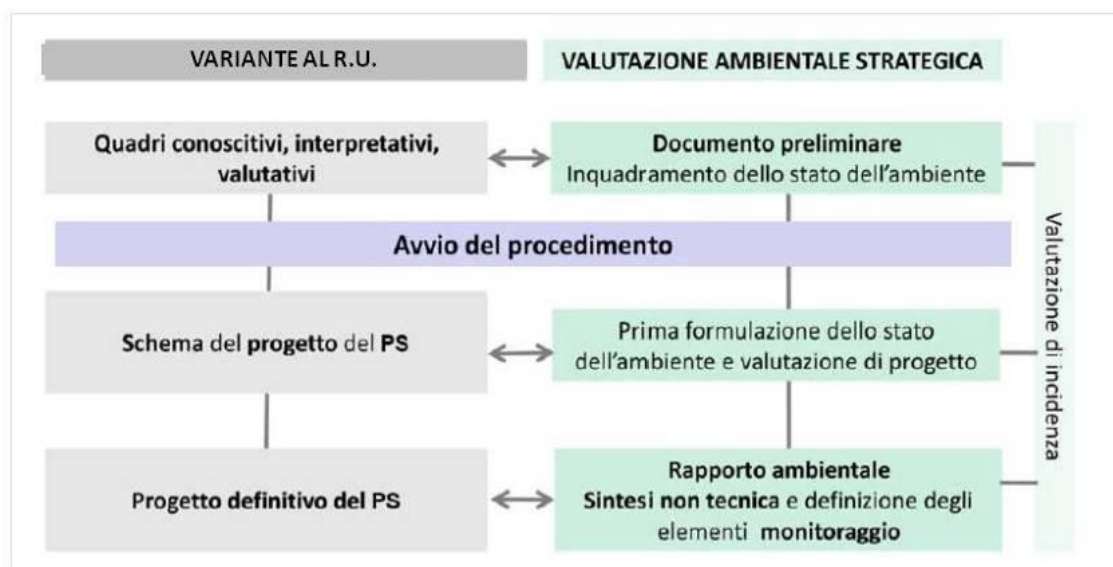 VARIANTE AL R.U.
VALUTAZIONE AMBIENTALE STRATEGICA
Quadri conoscitivi, interpretativi,
valutativi
Documento preliminare
Inquadramento dello stato dell'ambiente
Avvio del procedimento
Schema del progetto del PS
Prima formulazione dello stato
dell'ambiente e valutazione di progetto
Progetto definitivo del PS
Rapporto ambientale
Sintesi non tecnica e definizione degli
elementi monitoraggio
Valutazione di incidenza